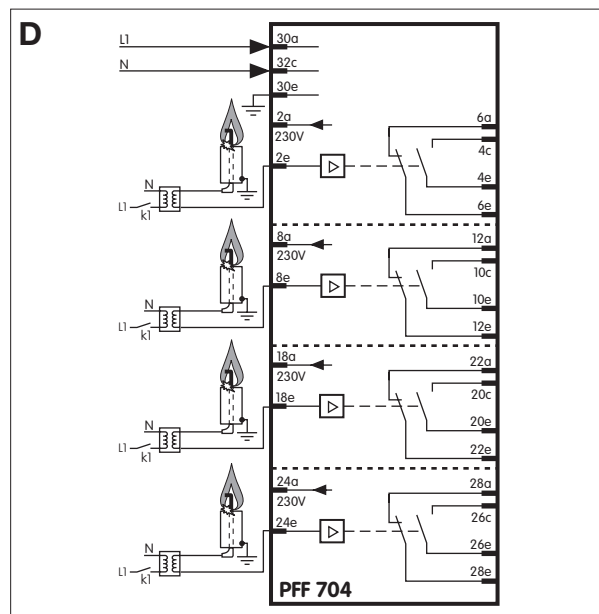 D
L1
30a
N
32c
30e
2a
230V
2e
N
L1
k1
6a
4c
4e
6e
8a
230V
8e
N
L1
k1
12a
10c
10e
12e
18a
230V
18e
N
L1
k1
22a
20c
20e
22e
24a
230V
24e
N
L1
k1
28a
26c
26e
28e
PFF 704